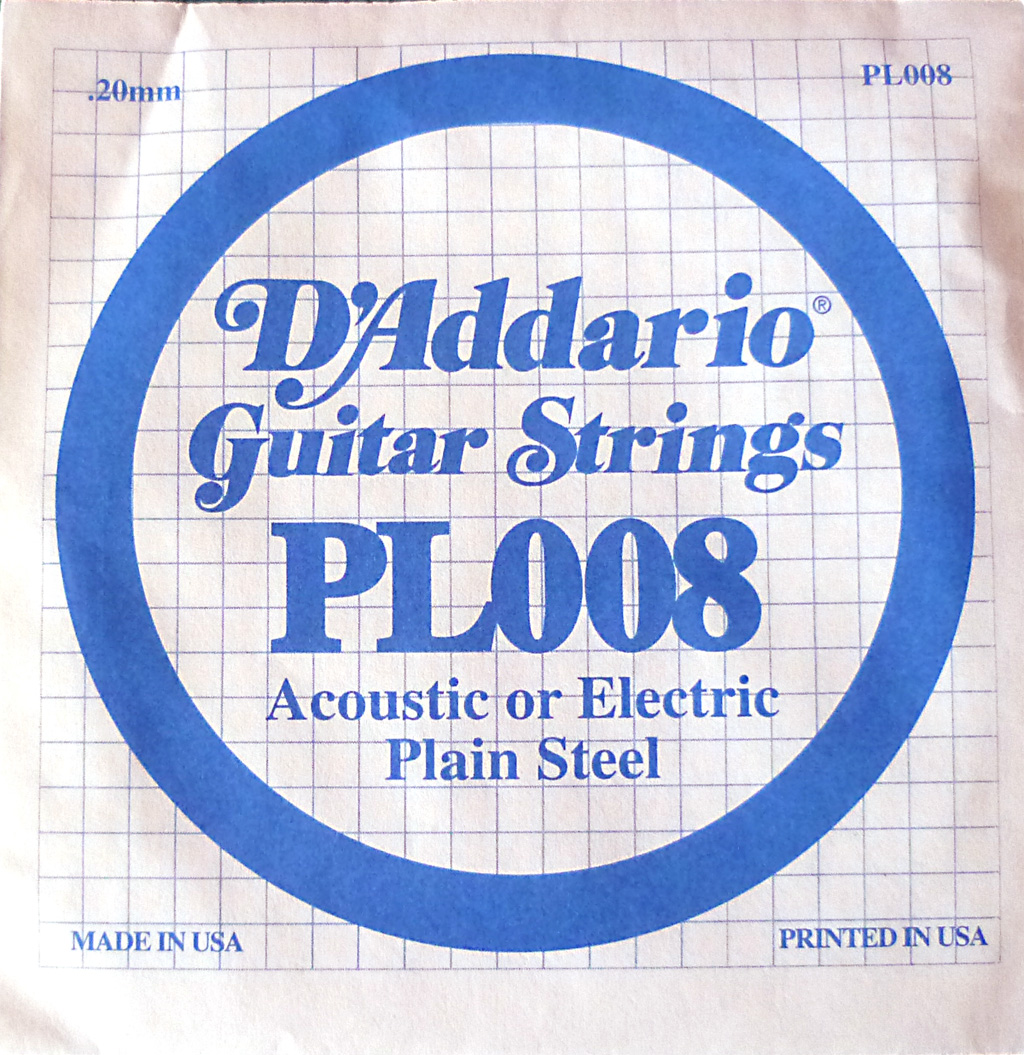 .20mm
PL008
D'Addario®
Guitar Strings
PL008
Acoustic or Electric
Plain Steel
MADE IN USA
PRINTED IN USA